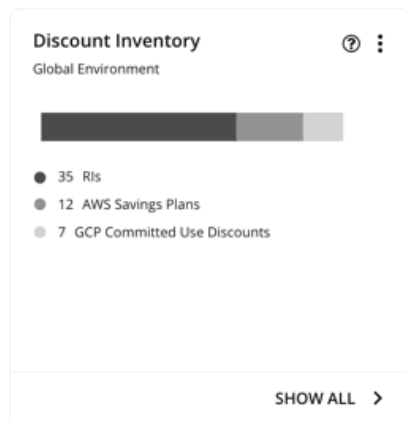 Discount Inventory
Global Environment
35 RIs
12 AWS Savings Plans
7 GCP Committed Use Discounts
SHOW ALL